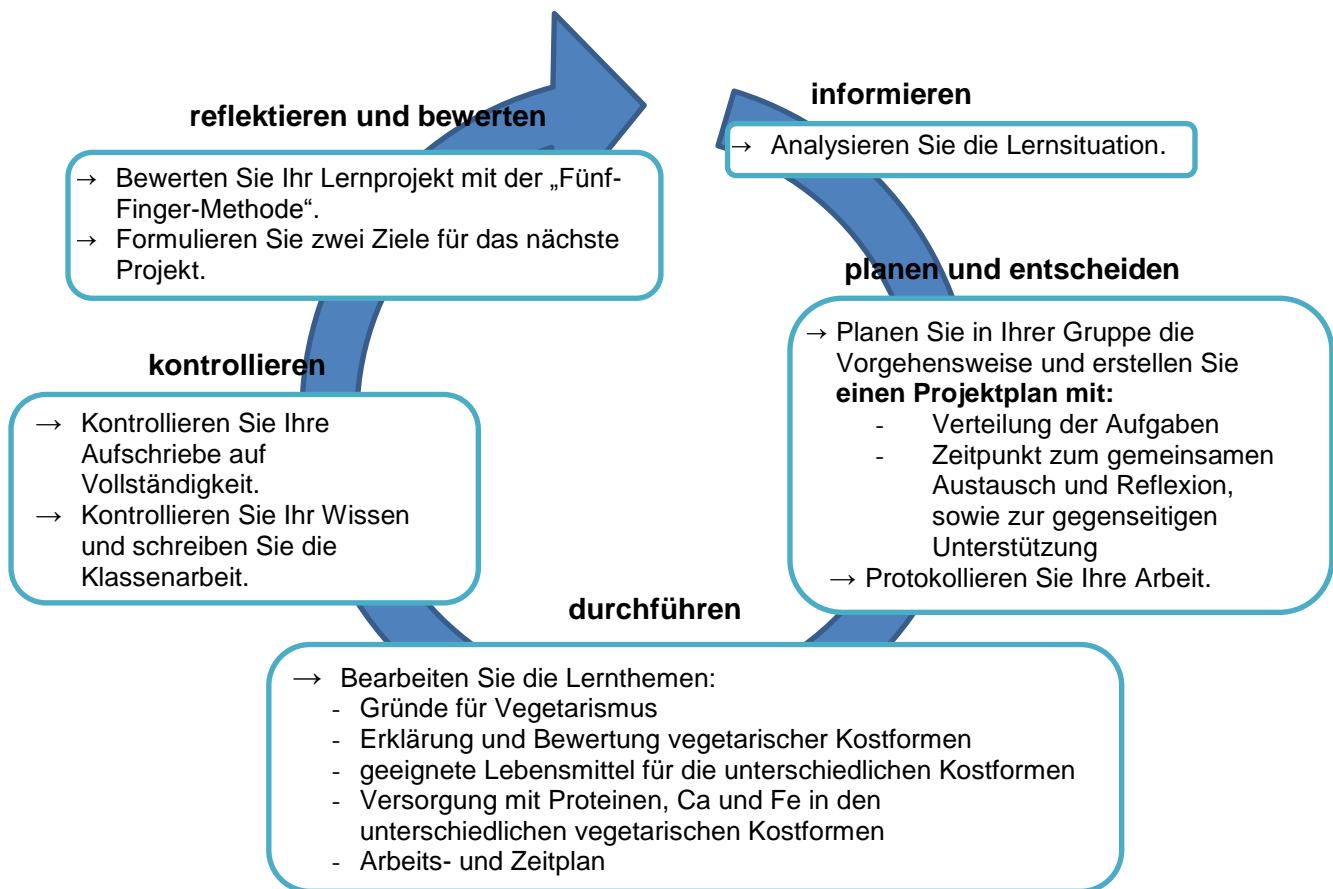 informieren
→ Analysieren Sie die Lernsituation.
planen und entscheiden
→ Planen Sie in Ihrer Gruppe die
Vorgehensweise und erstellen Sie
einen Projektplan mit:
- Verteilung der Aufgaben
- Zeitpunkt zum gemeinsamen
Austausch und Reflexion,
sowie zur gegenseitigen
Unterstützung
→ Protokollieren Sie Ihre Arbeit.
durchführen
→ Bearbeiten Sie die Lernthemen:
- Gründe für Vegetarismus
- Erklärung und Bewertung vegetarischer Kostformen
- geeignete Lebensmittel für die unterschiedlichen Kostformen
- Versorgung mit Proteinen, Ca und Fe in den
unterschiedlichen vegetarischen Kostformen
- Arbeits- und Zeitplan
kontrollieren
→ Kontrollieren Sie Ihre
Aufschriebe auf
Vollständigkeit.
→ Kontrollieren Sie Ihr Wissen
und schreiben Sie die
Klassenarbeit.
reflektieren und bewerten
→ Bewerten Sie Ihr Lernprojekt mit der „Fünf-
Finger-Methode“.
→ Formulieren Sie zwei Ziele für das nächste
Projekt.